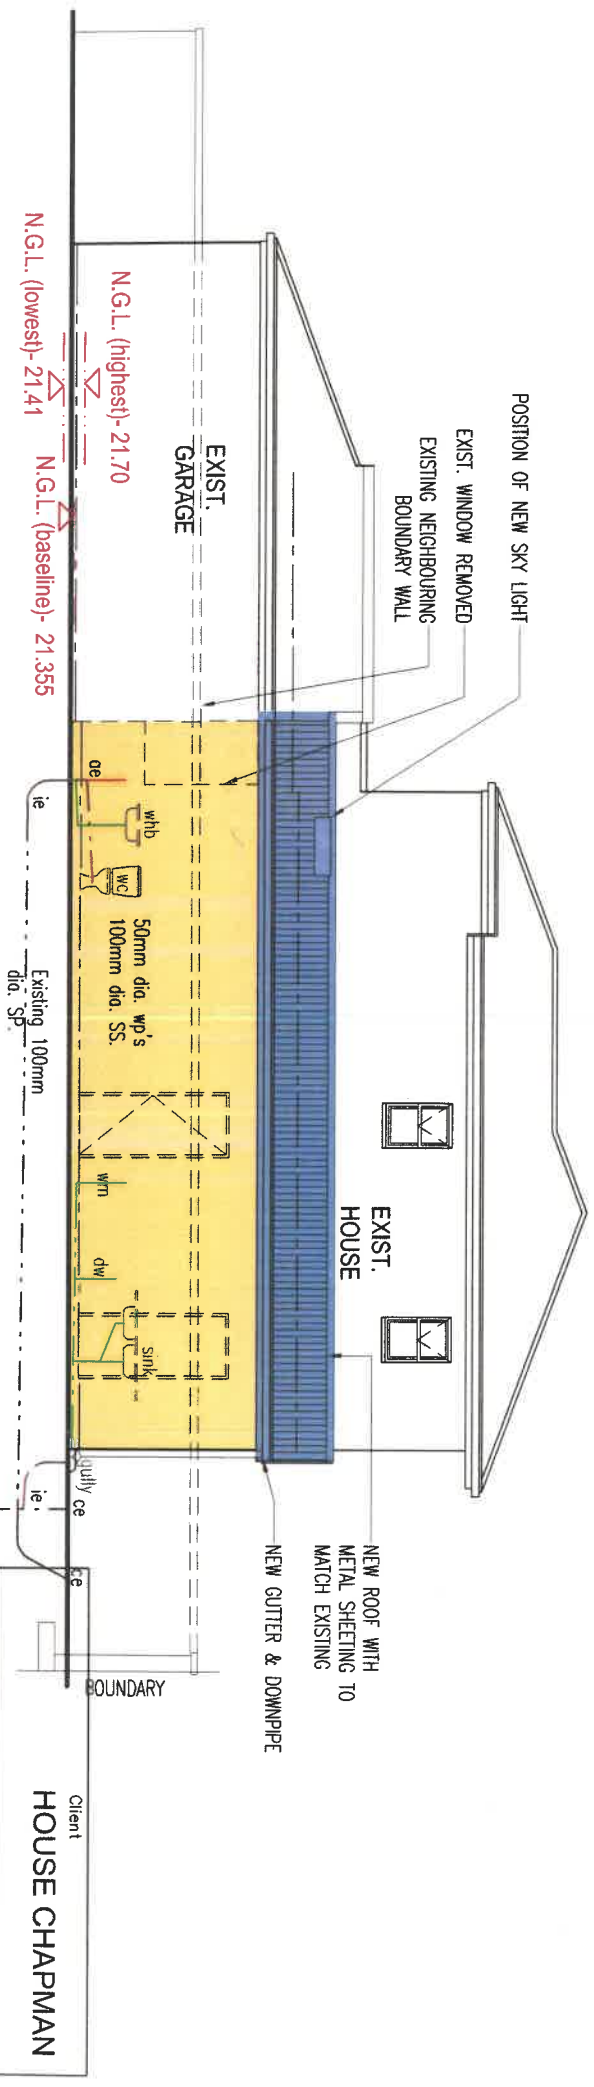 POSITION OF NEW SKY LIGHT
EXIST. WINDOW REMOVED
EXISTING NEIGHBOURING
BOUNDARY WALL
EXIST.
GARAGE
N.G.L. (highest)- 21.70
N.G.L. (lowest)- 21.41
N.G.L. (baseline)- 21.355
EXIST.
HOUSE
ae
ie
whb
WC
50mm dia. wp's
100mm dia. SS.
Existing 100mm
dia. SP.
wm
dw
sink
gully
ce
ie
ce
NEW ROOF WITH
METAL SHEETING TO
MATCH EXISTING
NEW GUTTER & DOWNPIPE
BOUNDARY
Client
HOUSE CHAPMAN